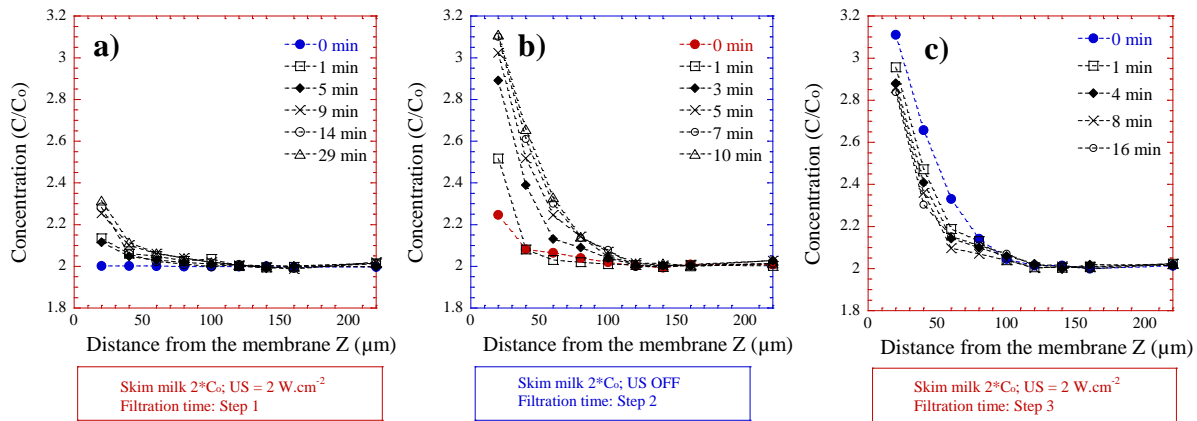 a)
Concentration (C/Co)
3.2
3
2.8
2.6
2.4
2.2
2
1.8
0 min
1 min
5 min
9 min
14 min
29 min
0
50
100
150
200
Distance from the membrane Z (µm)
Skim milk 2*Co; US = 2 W.cm-2
Filtration time: Step 1
b)
Concentration (C/Co)
3.2
3
2.8
2.6
2.4
2.2
2
1.8
0 min
1 min
3 min
5 min
7 min
10 min
0
50
100
150
200
Distance from the membrane Z (µm)
Skim milk 2*Co; US OFF
Filtration time: Step 2
c)
Concentration (C/Co)
3.2
3
2.8
2.6
2.4
2.2
2
1.8
0 min
1 min
4 min
8 min
16 min
0
50
100
150
200
Distance from the membrane Z (µm)
Skim milk 2*Co; US = 2 W.cm-2
Filtration time: Step 3